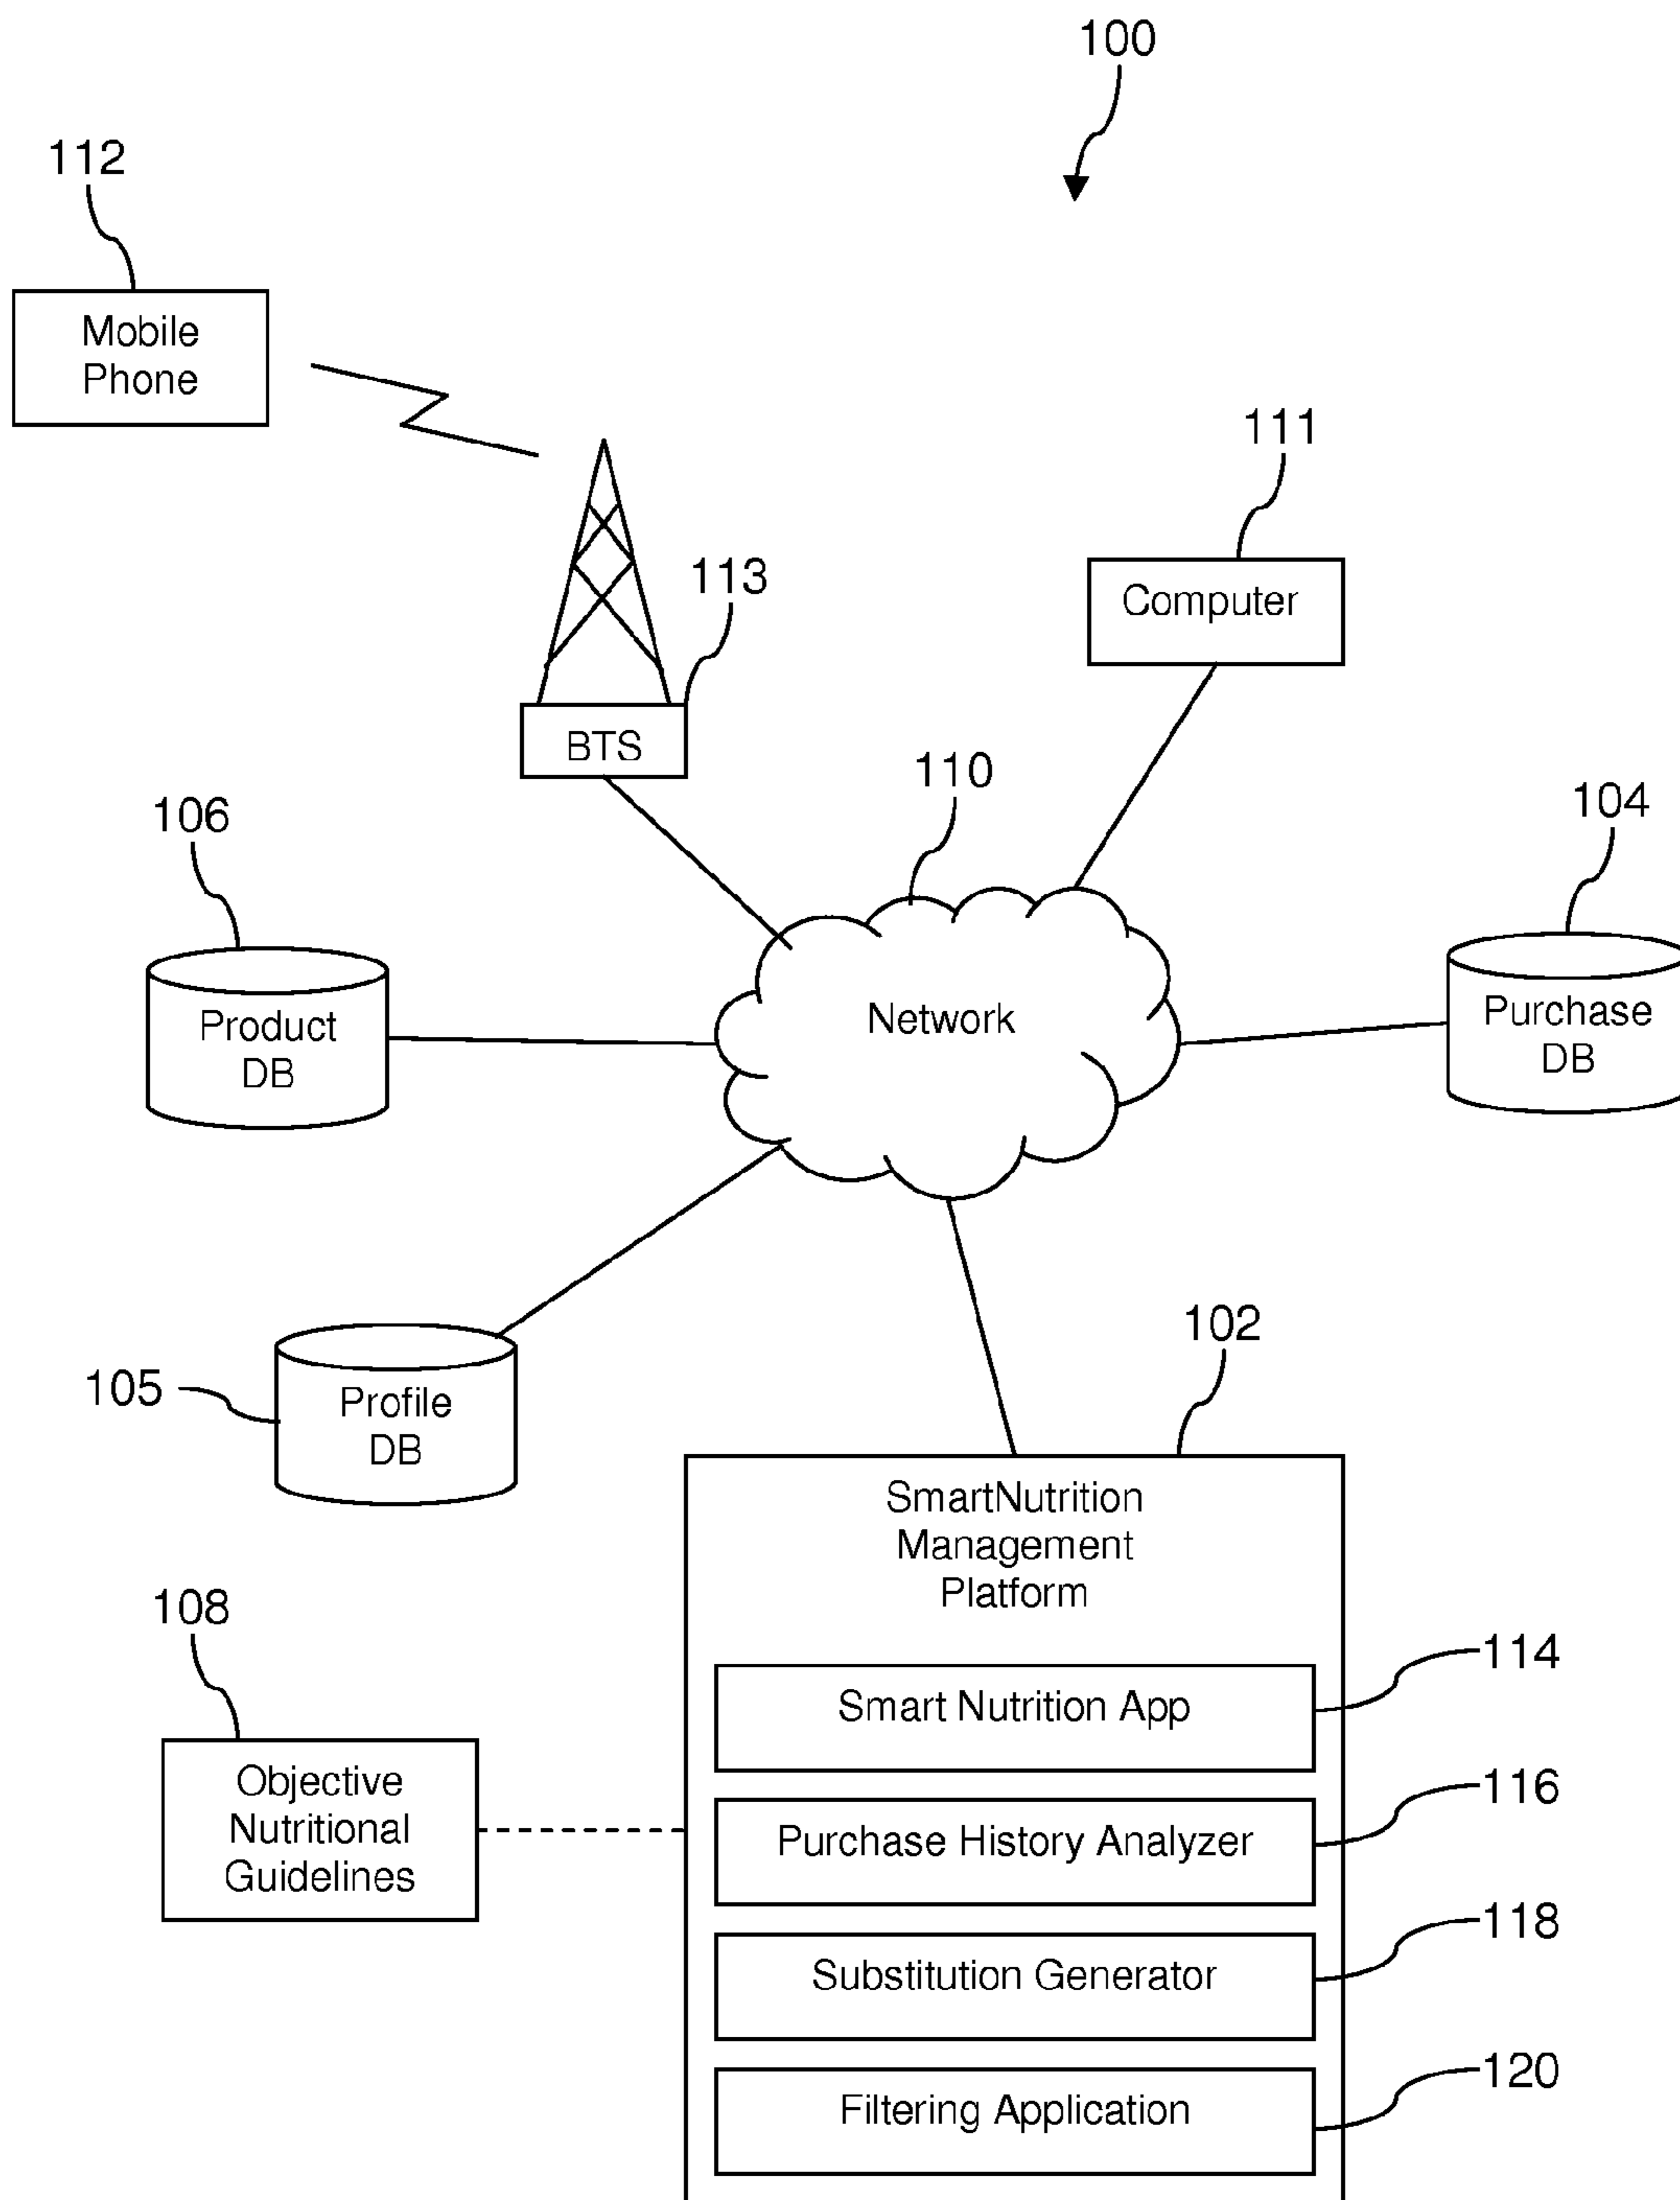 100
112
Mobile
Phone
111
Computer
113
BTS
110
106
104
Network
Product
DB
Purchase
DB
102
105
Profile
DB
SmartNutrition
Management
Platform
108
114
Smart Nutrition App
Objective
Nutritional
Guidelines
116
Purchase History Analyzer
118
Substitution Generator
120
Filtering Application